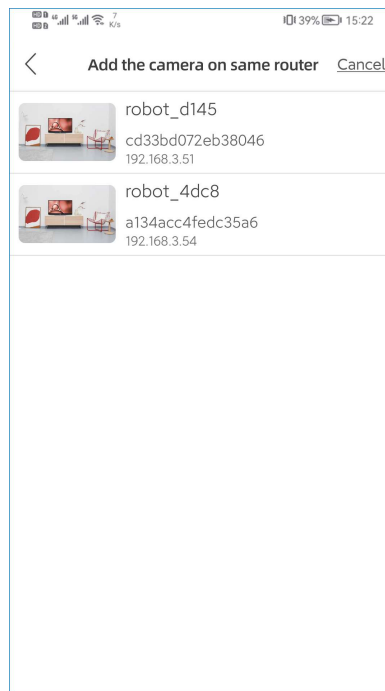 7
K/s
39% 15:22
Add the camera on same router Cancel
robot_d145
cd33bd072eb38046
192.168.3.51
robot_4dc8
a134acc4fedc35a6
192.168.3.54